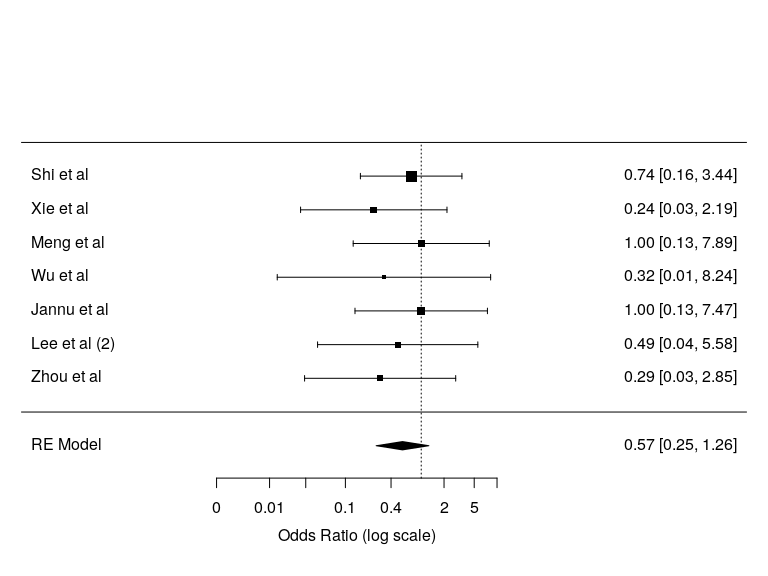 Shi et al 0.74 [0.16, 3.44]
Xie et al 0.24 [0.03, 2.19]
Meng et al 1.00 [0.13, 7.89]
Wu et al 0.32 [0.01, 8.24]
Jannu et al 1.00 [0.13, 7.47]
Lee et al (2) 0.49 [0.04, 5.58]
Zhou et al 0.29 [0.03, 2.85]
RE Model 0.57 [0.25, 1.26]
0 0.01 0.1 0.4 2 5
Odds Ratio (log scale)